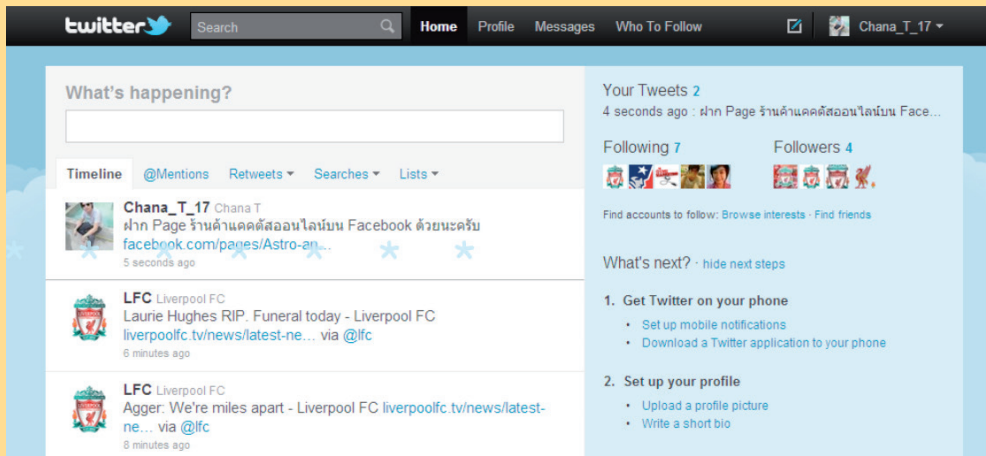 twitter
Search
Home Profile Messages Who To Follow
Chana_T_17
What's happening?
Timeline @Mentions Retweets Searches Lists
Chana_T_17 Chana T
ฝาก Page ร้านค้าแคคตัสออนไลน์บน Facebook ด้วยนะครับ
facebook.com/pages/Astro-an...
5 seconds ago
LFC Liverpool FC
Laurie Hughes RIP. Funeral today - Liverpool FC
liverpoolfc.tv/news/latest-ne... via @lfc
6 minutes ago
LFC Liverpool FC
Agger: We're miles apart - Liverpool FC liverpoolfc.tv/news/latest-
ne... via @lfc
8 minutes ago
Your Tweets 2
4 seconds ago : ฝาก Page ร้านค้าแคคตัสออนไลน์บน Face...
Following 7
Followers 4
Find accounts to follow: Browse interests · Find friends
What's next? · hide next steps
1. Get Twitter on your phone
• Set up mobile notifications
• Download a Twitter application to your phone
2. Set up your profile
• Upload a profile picture
• Write a short bio